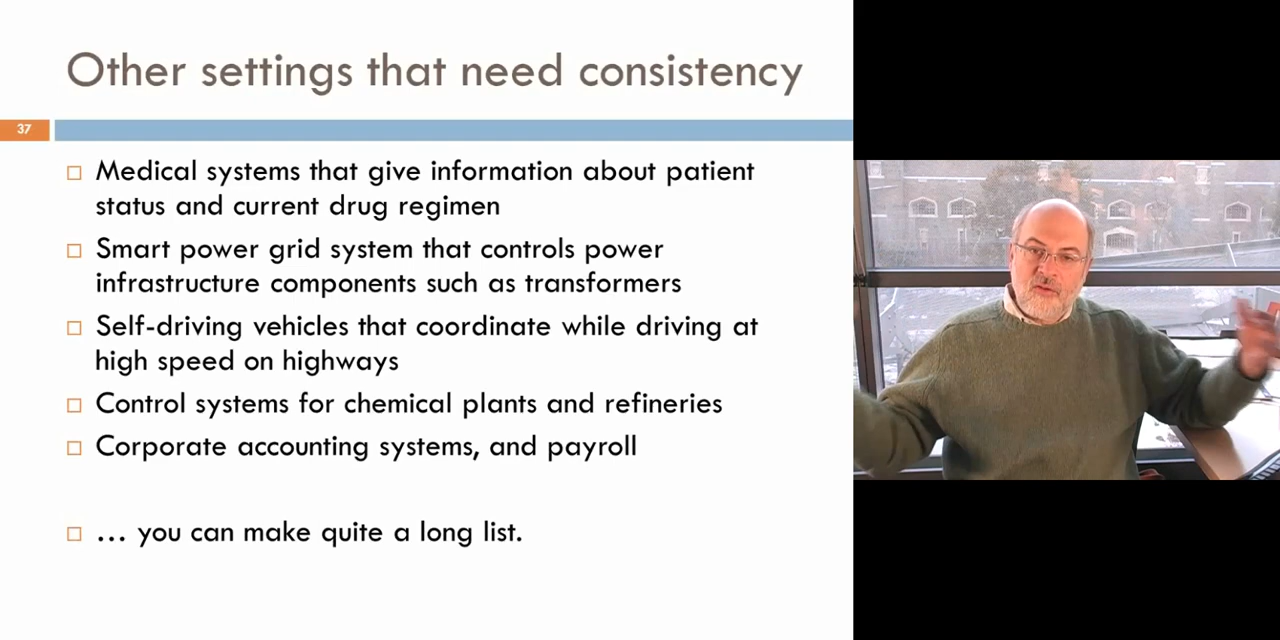 Other settings that need consistency
37
Medical systems that give information about patient
status and current drug regimen
Smart power grid system that controls power
infrastructure components such as transformers
Self-driving vehicles that coordinate while driving at
high speed on highways
Control systems for chemical plants and refineries
Corporate accounting systems, and payroll
… you can make quite a long list.